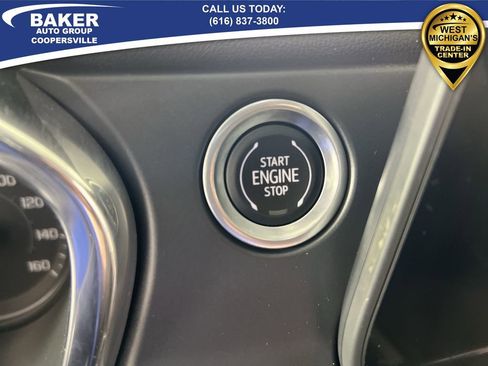 BAKER
AUTO GROUP
COOPERSVILLE
CALL US TODAY:
(616) 837-3800
WEST
MICHIGAN'S
TRADE-IN
CENTER
START
ENGINE
STOP
120
140
160